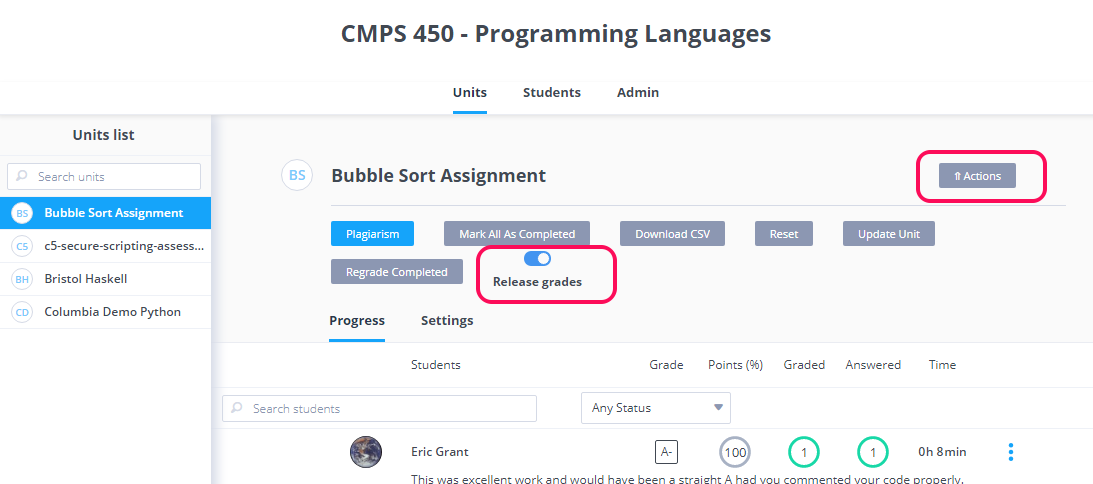 CMPS 450 - Programming Languages
Units Students Admin
Units list
Search units
BS Bubble Sort Assignment
C5 c5-secure-scripting-assess...
BH Bristol Haskell
CD Columbia Demo Python
BS Bubble Sort Assignment
⇑ Actions
Plagiarism Mark All As Completed Download CSV Reset Update Unit
Regrade Completed Release grades
Progress Settings
Students Grade Points (%) Graded Answered Time
Search students Any Status
Eric Grant A- 100 1 1 0h 8min
This was excellent work and would have been a straight A had you commented your code properly.